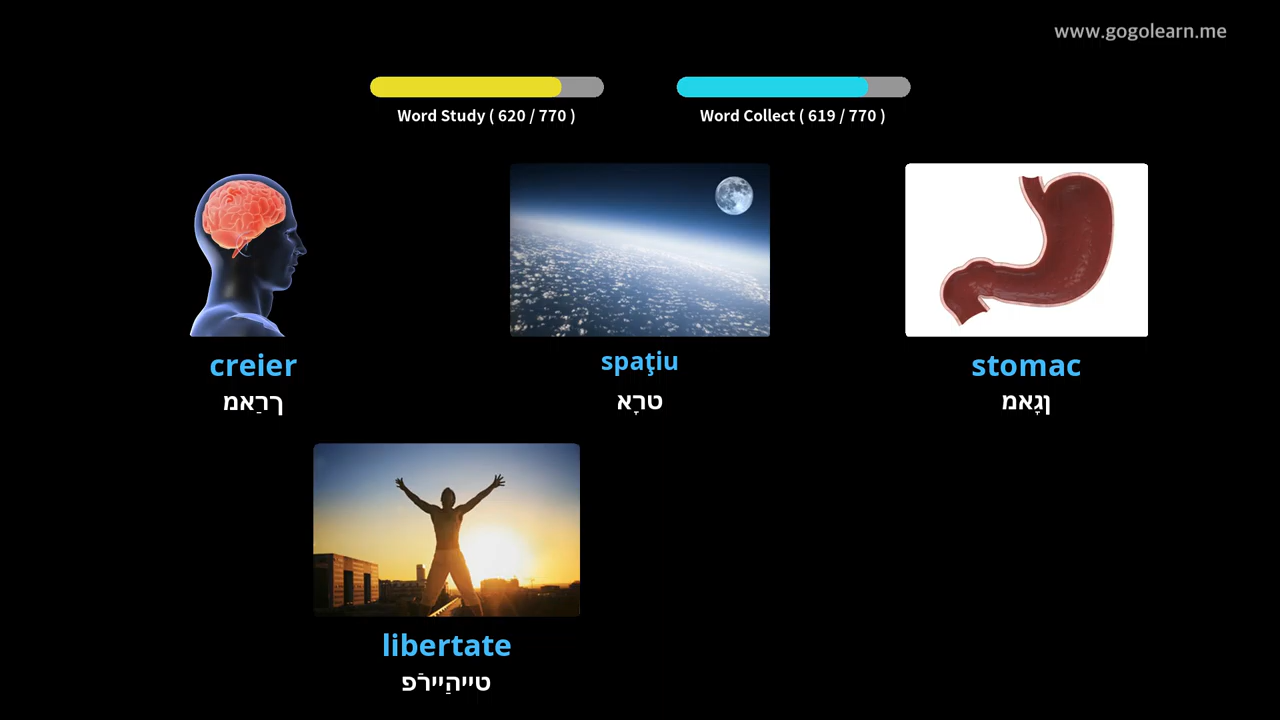 www.gogolearn.me
Word Study ( 620 / 770 )
Word Collect ( 619 / 770 )
creier
ךרַאמ
spaţiu
טרָא
stomac
ןגָאמ
libertate
טייהַיירֿפ